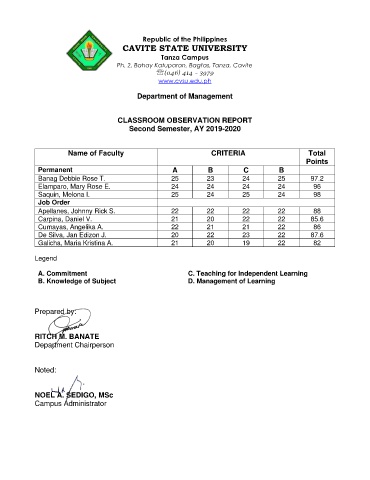 Republic of the Philippines
CAVITE STATE UNIVERSITY
Tanza Campus
Ph. 2, Bahay Katuparan, Bagtas, Tanza, Cavite
☏(046) 414 – 3979
www.cvsu.edu.ph
Department of Management
CLASSROOM OBSERVATION REPORT
Second Semester, AY 2019-2020
Name of Faculty CRITERIA Total Points
Permanent A B C B
Banag Debbie Rose T. 25 23 24 25 97.2
Elamparo, Mary Rose E. 24 24 24 24 96
Saquin, Melona I. 25 24 25 24 98
Job Order
Apellanes, Johnny Rick S. 22 22 22 22 88
Carpina, Daniel V. 21 20 22 22 85.6
Cumayas, Angelika A. 22 21 21 22 86
De Silva, Jan Edizon J. 20 22 23 22 87.6
Galicha, Maria Kristina A. 21 20 19 22 82
Legend
A. Commitment C. Teaching for Independent Learning
B. Knowledge of Subject D. Management of Learning
Prepared by:
RITCH M. BANATE
Department Chairperson
Noted:
NOEL A. SEDIGO, MSc
Campus Administrator